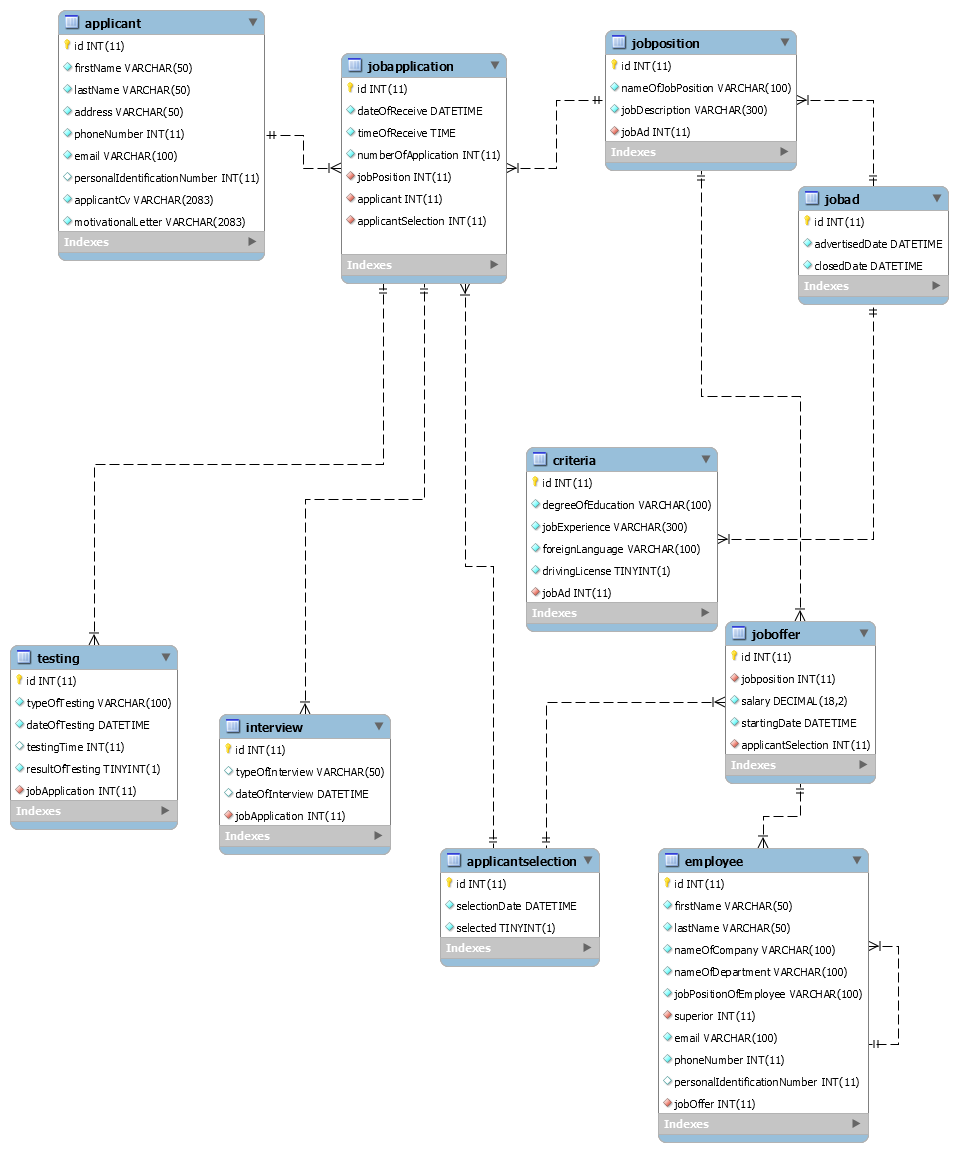 applicant
id INT(11)
firstName VARCHAR(50)
lastName VARCHAR(50)
address VARCHAR(50)
phoneNumber INT(11)
email VARCHAR(100)
personalIdentificationNumber INT(11)
applicantCv VARCHAR(2083)
motivationalLetter VARCHAR(2083)
Indexes
jobapplication
id INT(11)
dateOfReceive DATETIME
timeOfReceive TIME
numberOfApplication INT(11)
jobPosition INT(11)
applicant INT(11)
applicantSelection INT(11)
Indexes
jobposition
id INT(11)
nameOfJobPosition VARCHAR(100)
jobDescription VARCHAR(300)
jobAd INT(11)
Indexes
jobad
id INT(11)
advertisedDate DATETIME
closedDate DATETIME
Indexes
criteria
id INT(11)
degreeOfEducation VARCHAR(100)
jobExperience VARCHAR(300)
foreignLanguage VARCHAR(100)
drivingLicense TINYINT(1)
jobAd INT(11)
Indexes
joboffer
id INT(11)
jobposition INT(11)
salary DECIMAL(18,2)
startingDate DATETIME
applicantSelection INT(11)
Indexes
testing
id INT(11)
typeOfTesting VARCHAR(100)
dateOfTesting DATETIME
testingTime INT(11)
resultOfTesting TINYINT(1)
jobApplication INT(11)
Indexes
interview
id INT(11)
typeOfInterview VARCHAR(50)
dateOfInterview DATETIME
jobApplication INT(11)
Indexes
applicantselection
id INT(11)
selectionDate DATETIME
selected TINYINT(1)
Indexes
employee
id INT(11)
firstName VARCHAR(50)
lastName VARCHAR(50)
nameOfCompany VARCHAR(100)
nameOfDepartment VARCHAR(100)
jobPositionOfEmployee VARCHAR(100)
superior INT(11)
email VARCHAR(100)
phoneNumber INT(11)
personalIdentificationNumber INT(11)
jobOffer INT(11)
Indexes